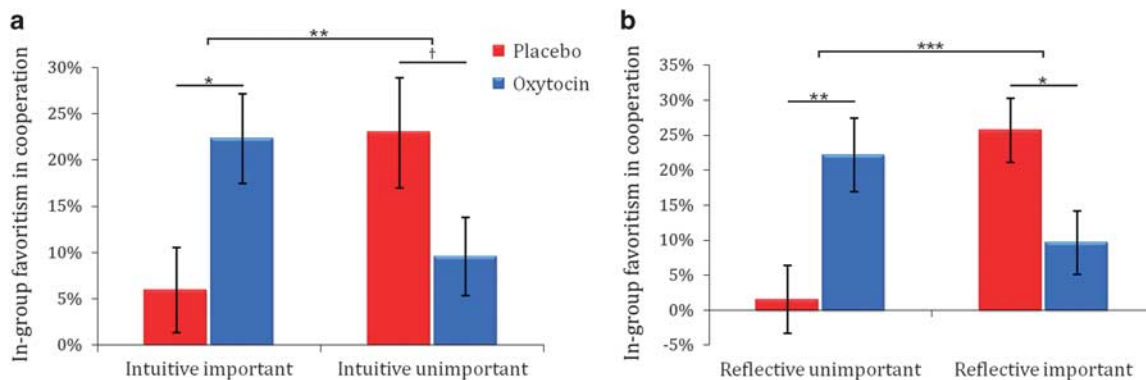 a
**
Placebo
Oxytocin
*
†
In-group favoritism in cooperation
30%
25%
20%
15%
10%
5%
0%
Intuitive important
Intuitive unimportant
b
***
**
*
In-group favoritism in cooperation
35%
30%
25%
20%
15%
10%
5%
0%
-5%
Reflective unimportant
Reflective important